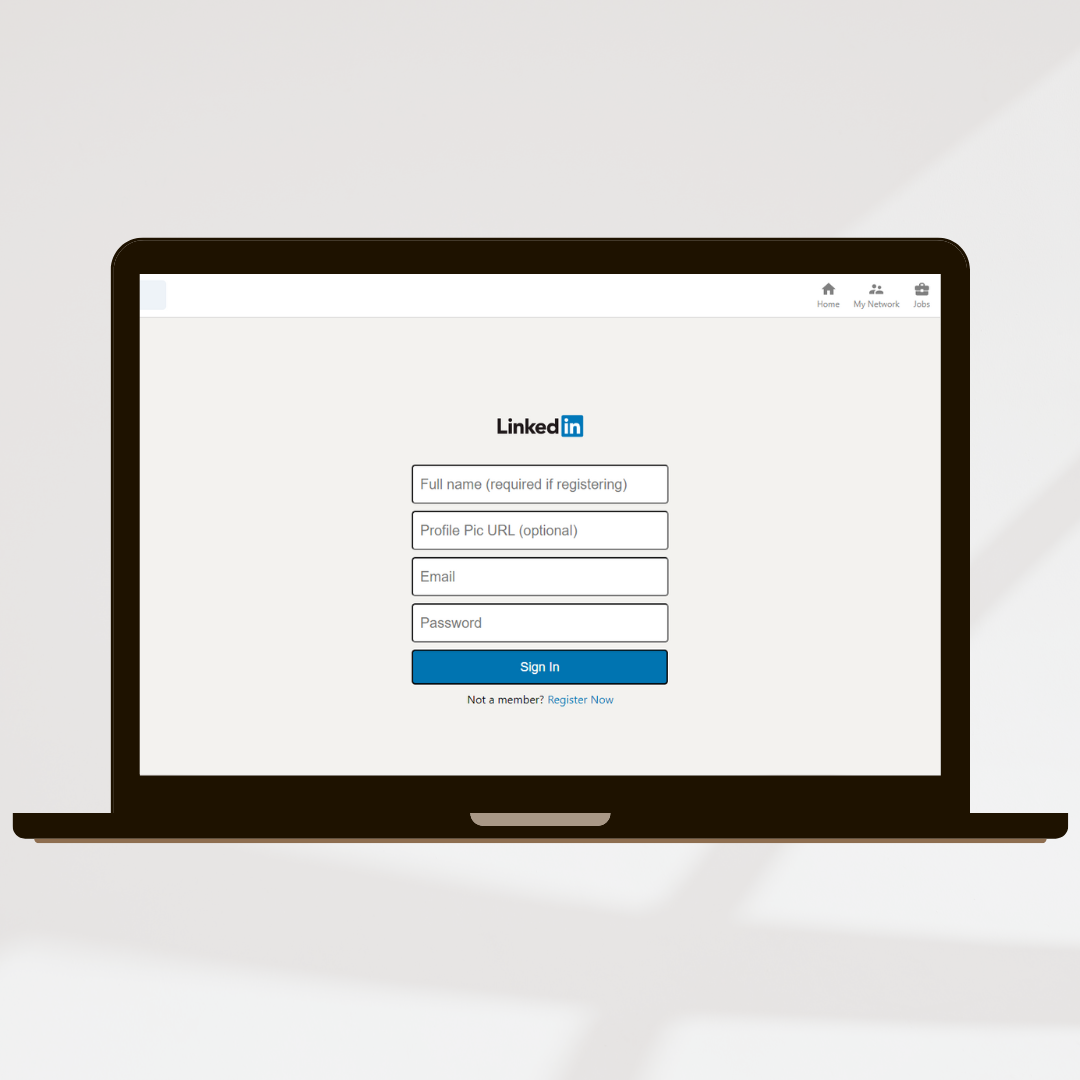 Home
My Network
Jobs
Linkedin
Full name (required if registering)
Profile Pic URL (optional)
Email
Password
Sign In
Not a member? Register Now